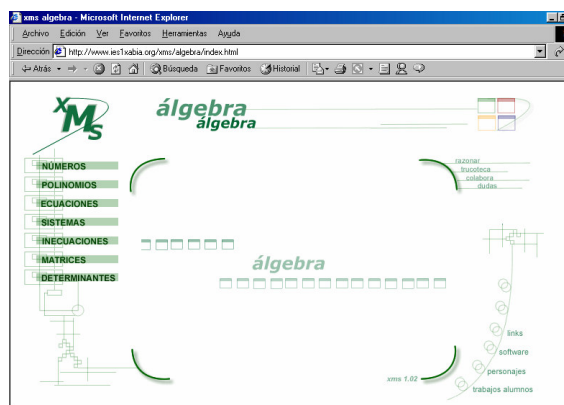 xms algebra - Microsoft Internet Explorer
Archivo Edición Ver Favoritos Herramientas Ayuda
Dirección http://www.ies1xabia.org/xms/algebra/index.html
Atrás Búsqueda Favoritos Historial
XMS
álgebra
álgebra
NÚMEROS
POLINOMIOS
ECUACIONES
SISTEMAS
INECUACIONES
MATRICES
DETERMINANTES
razonar
trucoteca
colabora
dudas
álgebra
links
software
personajes
trabajos alumnos
xms 1.02